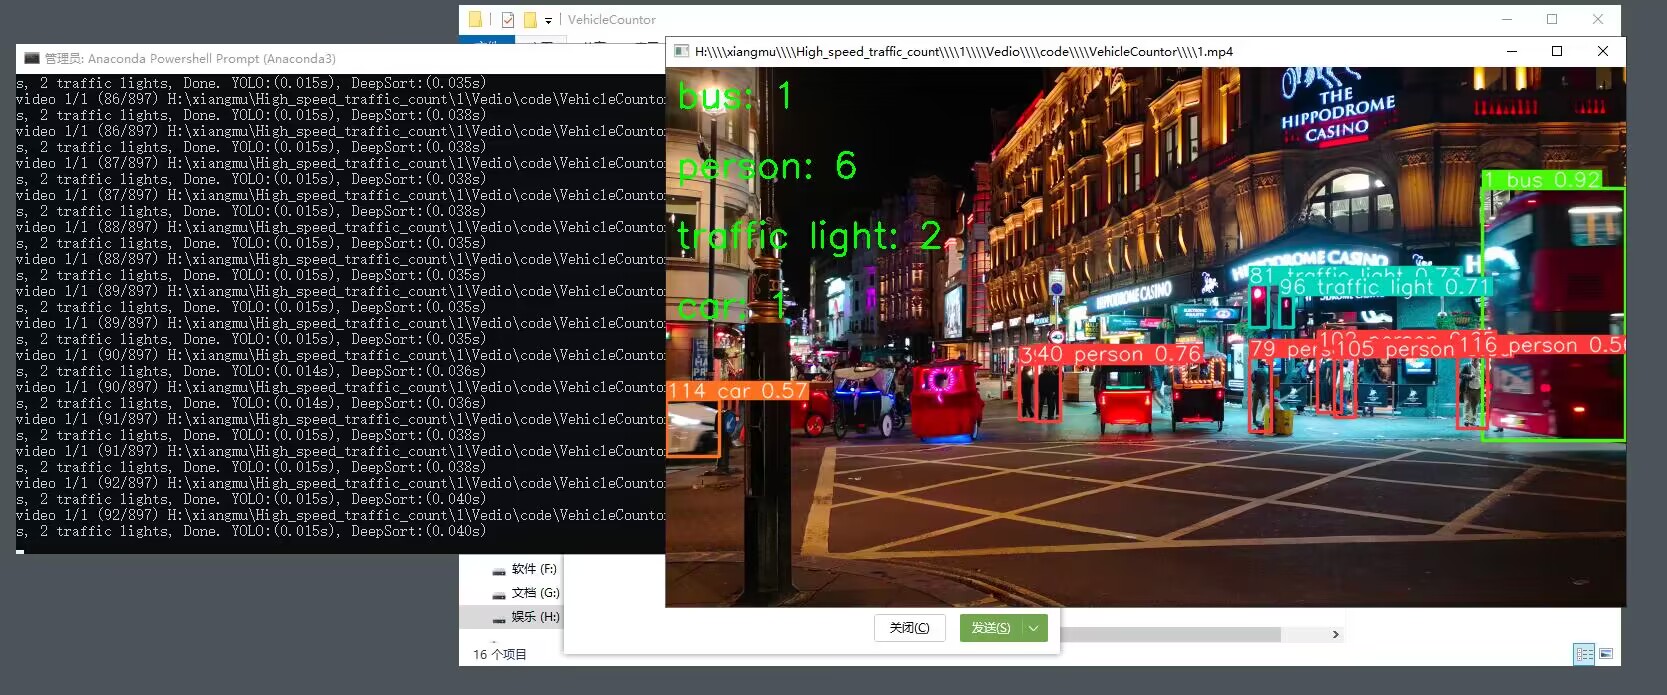 VehicleCountor
管理员: Anaconda Powershell Prompt (Anaconda3)
s, 2 traffic lights, Done. YOLO:(0.015s), DeepSort:(0.035s)
video 1/1 (86/897) H:\xiangmu\High_speed_traffic_count\1\Vedio\code\VehicleCounto
s, 2 traffic lights, Done. YOLO:(0.015s), DeepSort:(0.038s)
video 1/1 (86/897) H:\xiangmu\High_speed_traffic_count\1\Vedio\code\VehicleCounto
s, 2 traffic lights, Done. YOLO:(0.015s), DeepSort:(0.038s)
video 1/1 (87/897) H:\xiangmu\High_speed_traffic_count\1\Vedio\code\VehicleCounto
s, 2 traffic lights, Done. YOLO:(0.015s), DeepSort:(0.038s)
video 1/1 (87/897) H:\xiangmu\High_speed_traffic_count\1\Vedio\code\VehicleCounto
s, 2 traffic lights, Done. YOLO:(0.015s), DeepSort:(0.038s)
video 1/1 (88/897) H:\xiangmu\High_speed_traffic_count\1\Vedio\code\VehicleCounto
s, 2 traffic lights, Done. YOLO:(0.015s), DeepSort:(0.035s)
video 1/1 (88/897) H:\xiangmu\High_speed_traffic_count\1\Vedio\code\VehicleCounto
s, 2 traffic lights, Done. YOLO:(0.015s), DeepSort:(0.035s)
video 1/1 (89/897) H:\xiangmu\High_speed_traffic_count\1\Vedio\code\VehicleCounto
s, 2 traffic lights, Done. YOLO:(0.015s), DeepSort:(0.035s)
video 1/1 (89/897) H:\xiangmu\High_speed_traffic_count\1\Vedio\code\VehicleCounto
s, 2 traffic lights, Done. YOLO:(0.015s), DeepSort:(0.035s)
video 1/1 (90/897) H:\xiangmu\High_speed_traffic_count\1\Vedio\code\VehicleCounto
s, 2 traffic lights, Done. YOLO:(0.014s), DeepSort:(0.036s)
video 1/1 (90/897) H:\xiangmu\High_speed_traffic_count\1\Vedio\code\VehicleCounto
s, 2 traffic lights, Done. YOLO:(0.014s), DeepSort:(0.036s)
video 1/1 (91/897) H:\xiangmu\High_speed_traffic_count\1\Vedio\code\VehicleCounto
s, 2 traffic lights, Done. YOLO:(0.015s), DeepSort:(0.038s)
video 1/1 (91/897) H:\xiangmu\High_speed_traffic_count\1\Vedio\code\VehicleCounto
s, 2 traffic lights, Done. YOLO:(0.015s), DeepSort:(0.038s)
video 1/1 (92/897) H:\xiangmu\High_speed_traffic_count\1\Vedio\code\VehicleCounto
s, 2 traffic lights, Done. YOLO:(0.015s), DeepSort:(0.040s)
video 1/1 (92/897) H:\xiangmu\High_speed_traffic_count\1\Vedio\code\VehicleCounto
s, 2 traffic lights, Done. YOLO:(0.015s), DeepSort:(0.040s)
H:\\\\xiangmu\\\\High_speed_traffic_count\\\\1\\\\Vedio\\\\code\\\\VehicleCountor\\\\1.mp4
bus: 1
person: 6
traffic light: 2
car: 1
THE
HIPPODROME
CASINO
1 bus 0.92
HIPPODROME CASINO
81 traffic light 0.73
96 traffic light 0.71
HIPPODROME CASINO
40 person 0.76
79 pers
105 person
116 person 0.5
114 car 0.57
软件 (F:)
文档 (G:)
娱乐 (H:)
关闭(C)
发送(S)
16 个项目